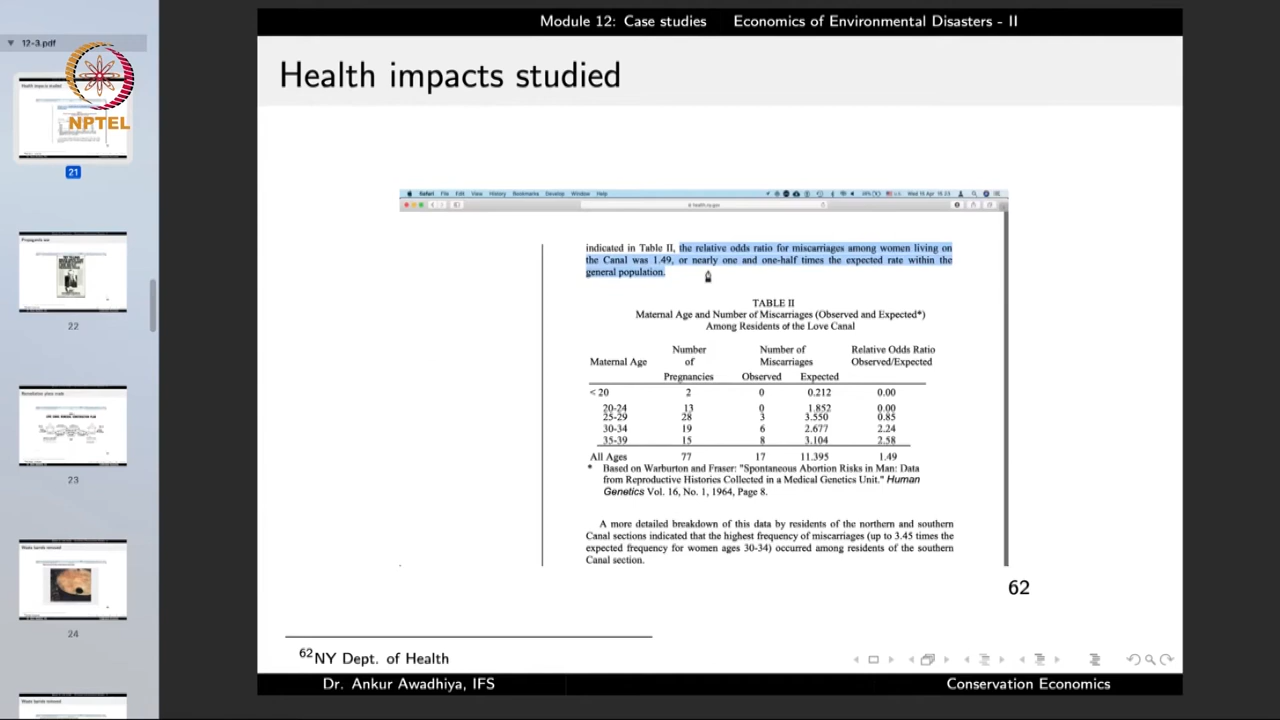 Module 12: Case studies Economics of Environmental Disasters - II
12-3.pdf
NPTEL
Health impacts studied
21
22
23
24
Safari File Edit View History Bookmarks Develop Window Help
indicated in Table II, the relative odds ratio for miscarriages among women living on
the Canal was 1.49, or nearly one and one-half times the expected rate within the
general population.
TABLE II
Maternal Age and Number of Miscarriages (Observed and Expected*)
Among Residents of the Love Canal
Number Number of Relative Odds Ratio
Maternal Age of Miscarriages Observed/Expected
Pregnancies Observed Expected
< 20 2 0 0.212 0.00
20-24 13 0 1.852 0.00
25-29 28 3 3.550 0.85
30-34 19 6 2.677 2.24
35-39 15 8 3.104 2.58
All Ages 77 17 11.395 1.49
* Based on Warburton and Fraser: "Spontaneous Abortion Risks in Man: Data
from Reproductive Histories Collected in a Medical Genetics Unit." Human
Genetics Vol. 16, No. 1, 1964, Page 8.
A more detailed breakdown of this data by residents of the northern and southern
Canal sections indicated that the highest frequency of miscarriages (up to 3.45 times the
expected frequency for women ages 30-34) occurred among residents of the southern
Canal section.
62
62NY Dept. of Health
Dr. Ankur Awadhiya, IFS Conservation Economics